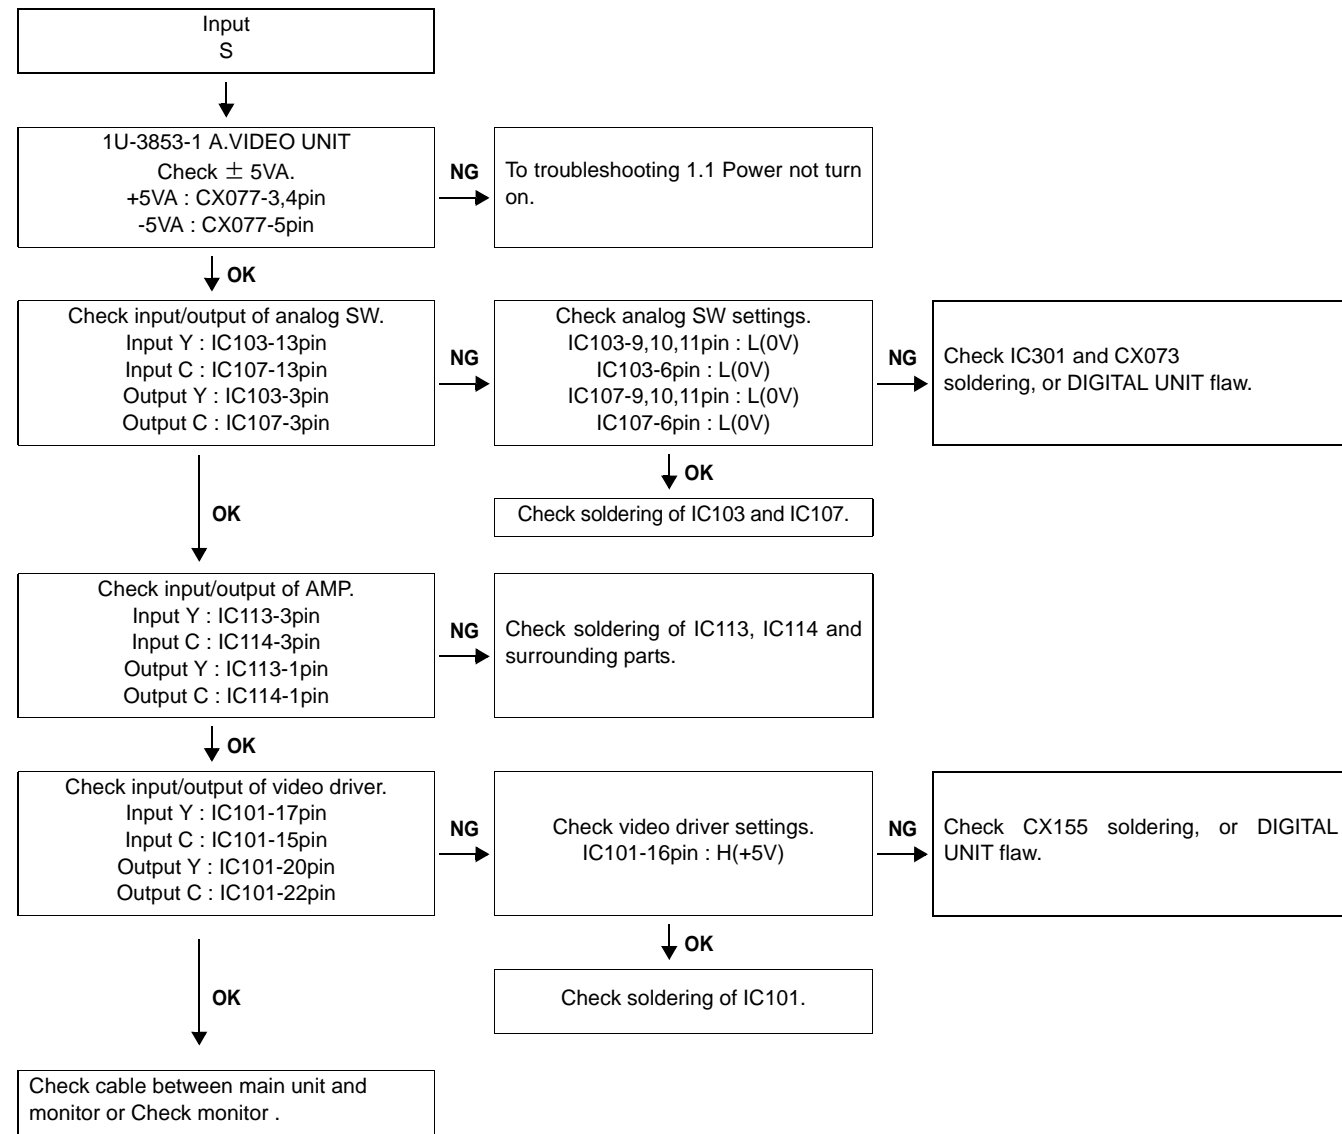 Input
S
1U-3853-1 A.VIDEO UNIT
Check ± 5VA.
+5VA : CX077-3,4pin
-5VA : CX077-5pin
NG
To troubleshooting 1.1 Power not turn
on.
OK
Check input/output of analog SW.
Input Y : IC103-13pin
Input C : IC107-13pin
Output Y : IC103-3pin
Output C : IC107-3pin
NG
Check analog SW settings.
IC103-9,10,11pin : L(0V)
IC103-6pin : L(0V)
IC107-9,10,11pin : L(0V)
IC107-6pin : L(0V)
NG
Check IC301 and CX073
soldering, or DIGITAL UNIT flaw.
OK
Check soldering of IC103 and IC107.
OK
Check input/output of AMP.
Input Y : IC113-3pin
Input C : IC114-3pin
Output Y : IC113-1pin
Output C : IC114-1pin
NG
Check soldering of IC113, IC114 and
surrounding parts.
OK
Check input/output of video driver.
Input Y : IC101-17pin
Input C : IC101-15pin
Output Y : IC101-20pin
Output C : IC101-22pin
NG
Check video driver settings.
IC101-16pin : H(+5V)
NG
Check CX155 soldering, or DIGITAL
UNIT flaw.
OK
Check soldering of IC101.
OK
Check cable between main unit and
monitor or Check monitor .